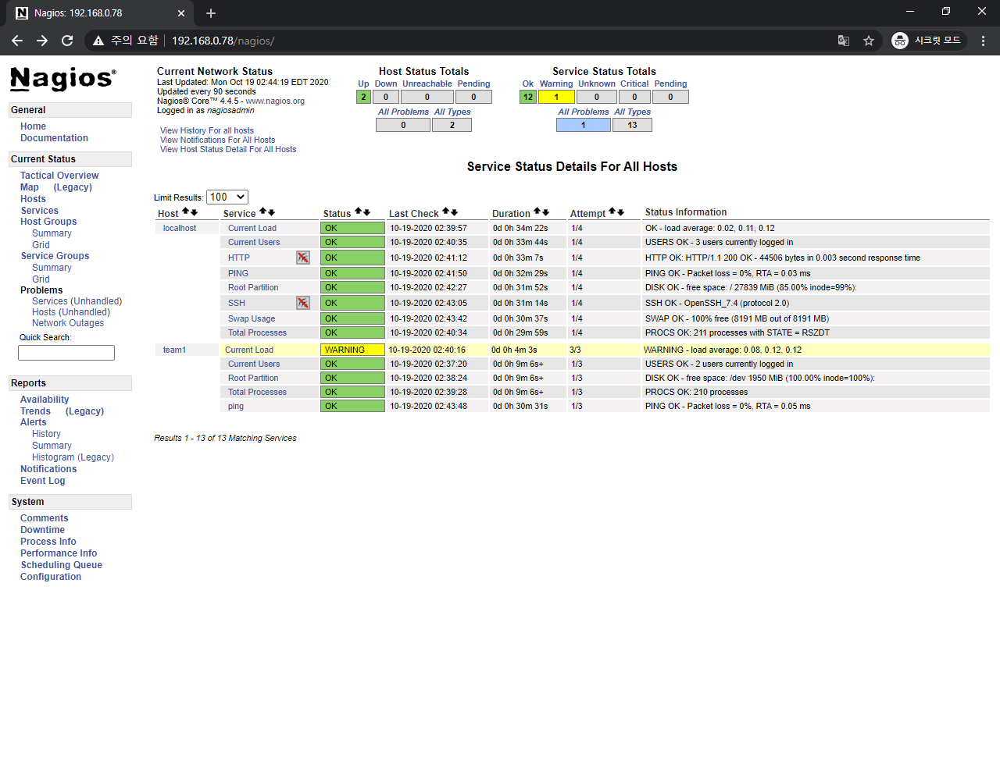 Nagios: 192.168.0.78
주의 요함 192.168.0.78/nagios/ 시크릿 모드
Nagios®
General
Home
Documentation
Current Status
Tactical Overview
Map (Legacy)
Hosts
Services
Host Groups
Summary
Grid
Service Groups
Summary
Grid
Problems
Services (Unhandled)
Hosts (Unhandled)
Network Outages
Quick Search:
Reports
Availability
Trends (Legacy)
Alerts
History
Summary
Histogram (Legacy)
Notifications
Event Log
System
Comments
Downtime
Process Info
Performance Info
Scheduling Queue
Configuration
Current Network Status
Last Updated: Mon Oct 19 02:44:19 EDT 2020
Updated every 90 seconds
Nagios® Core™ 4.4.5 - www.nagios.org
Logged in as nagiosadmin
View History For all hosts
View Notifications For All Hosts
View Host Status Detail For All Hosts
Host Status Totals
Up Down Unreachable Pending
2 0 0 0
All Problems All Types
0 2
Service Status Totals
Ok Warning Unknown Critical Pending
12 1 0 0 0
All Problems All Types
1 13
Service Status Details For All Hosts
Limit Results: 100
Host Service Status Last Check Duration Attempt Status Information
localhost Current Load OK 10-19-2020 02:39:57 0d 0h 34m 22s 1/4 OK - load average: 0.02, 0.11, 0.12
Current Users OK 10-19-2020 02:40:35 0d 0h 33m 44s 1/4 USERS OK - 3 users currently logged in
HTTP OK 10-19-2020 02:41:12 0d 0h 33m 7s 1/4 HTTP OK: HTTP/1.1 200 OK - 44506 bytes in 0.003 second response time
PING OK 10-19-2020 02:41:50 0d 0h 32m 29s 1/4 PING OK - Packet loss = 0%, RTA = 0.03 ms
Root Partition OK 10-19-2020 02:42:27 0d 0h 31m 52s 1/4 DISK OK - free space: / 27839 MiB (85.00% inode=99%):
SSH OK 10-19-2020 02:43:05 0d 0h 31m 14s 1/4 SSH OK - OpenSSH_7.4 (protocol 2.0)
Swap Usage OK 10-19-2020 02:43:42 0d 0h 30m 37s 1/4 SWAP OK - 100% free (8191 MB out of 8191 MB)
Total Processes OK 10-19-2020 02:40:34 0d 0h 29m 59s 1/4 PROCS OK: 211 processes with STATE = RSZDT
team1 Current Load WARNING 10-19-2020 02:40:16 0d 0h 4m 3s 3/3 WARNING - load average: 0.08, 0.12, 0.12
Current Users OK 10-19-2020 02:37:20 0d 0h 9m 6s+ 1/3 USERS OK - 2 users currently logged in
Root Partition OK 10-19-2020 02:38:24 0d 0h 9m 6s+ 1/3 DISK OK - free space: /dev 1950 MiB (100.00% inode=100%):
Total Processes OK 10-19-2020 02:39:28 0d 0h 9m 6s+ 1/3 PROCS OK: 210 processes
ping OK 10-19-2020 02:43:48 0d 0h 30m 31s 1/3 PING OK - Packet loss = 0%, RTA = 0.05 ms
Results 1 - 13 of 13 Matching Services